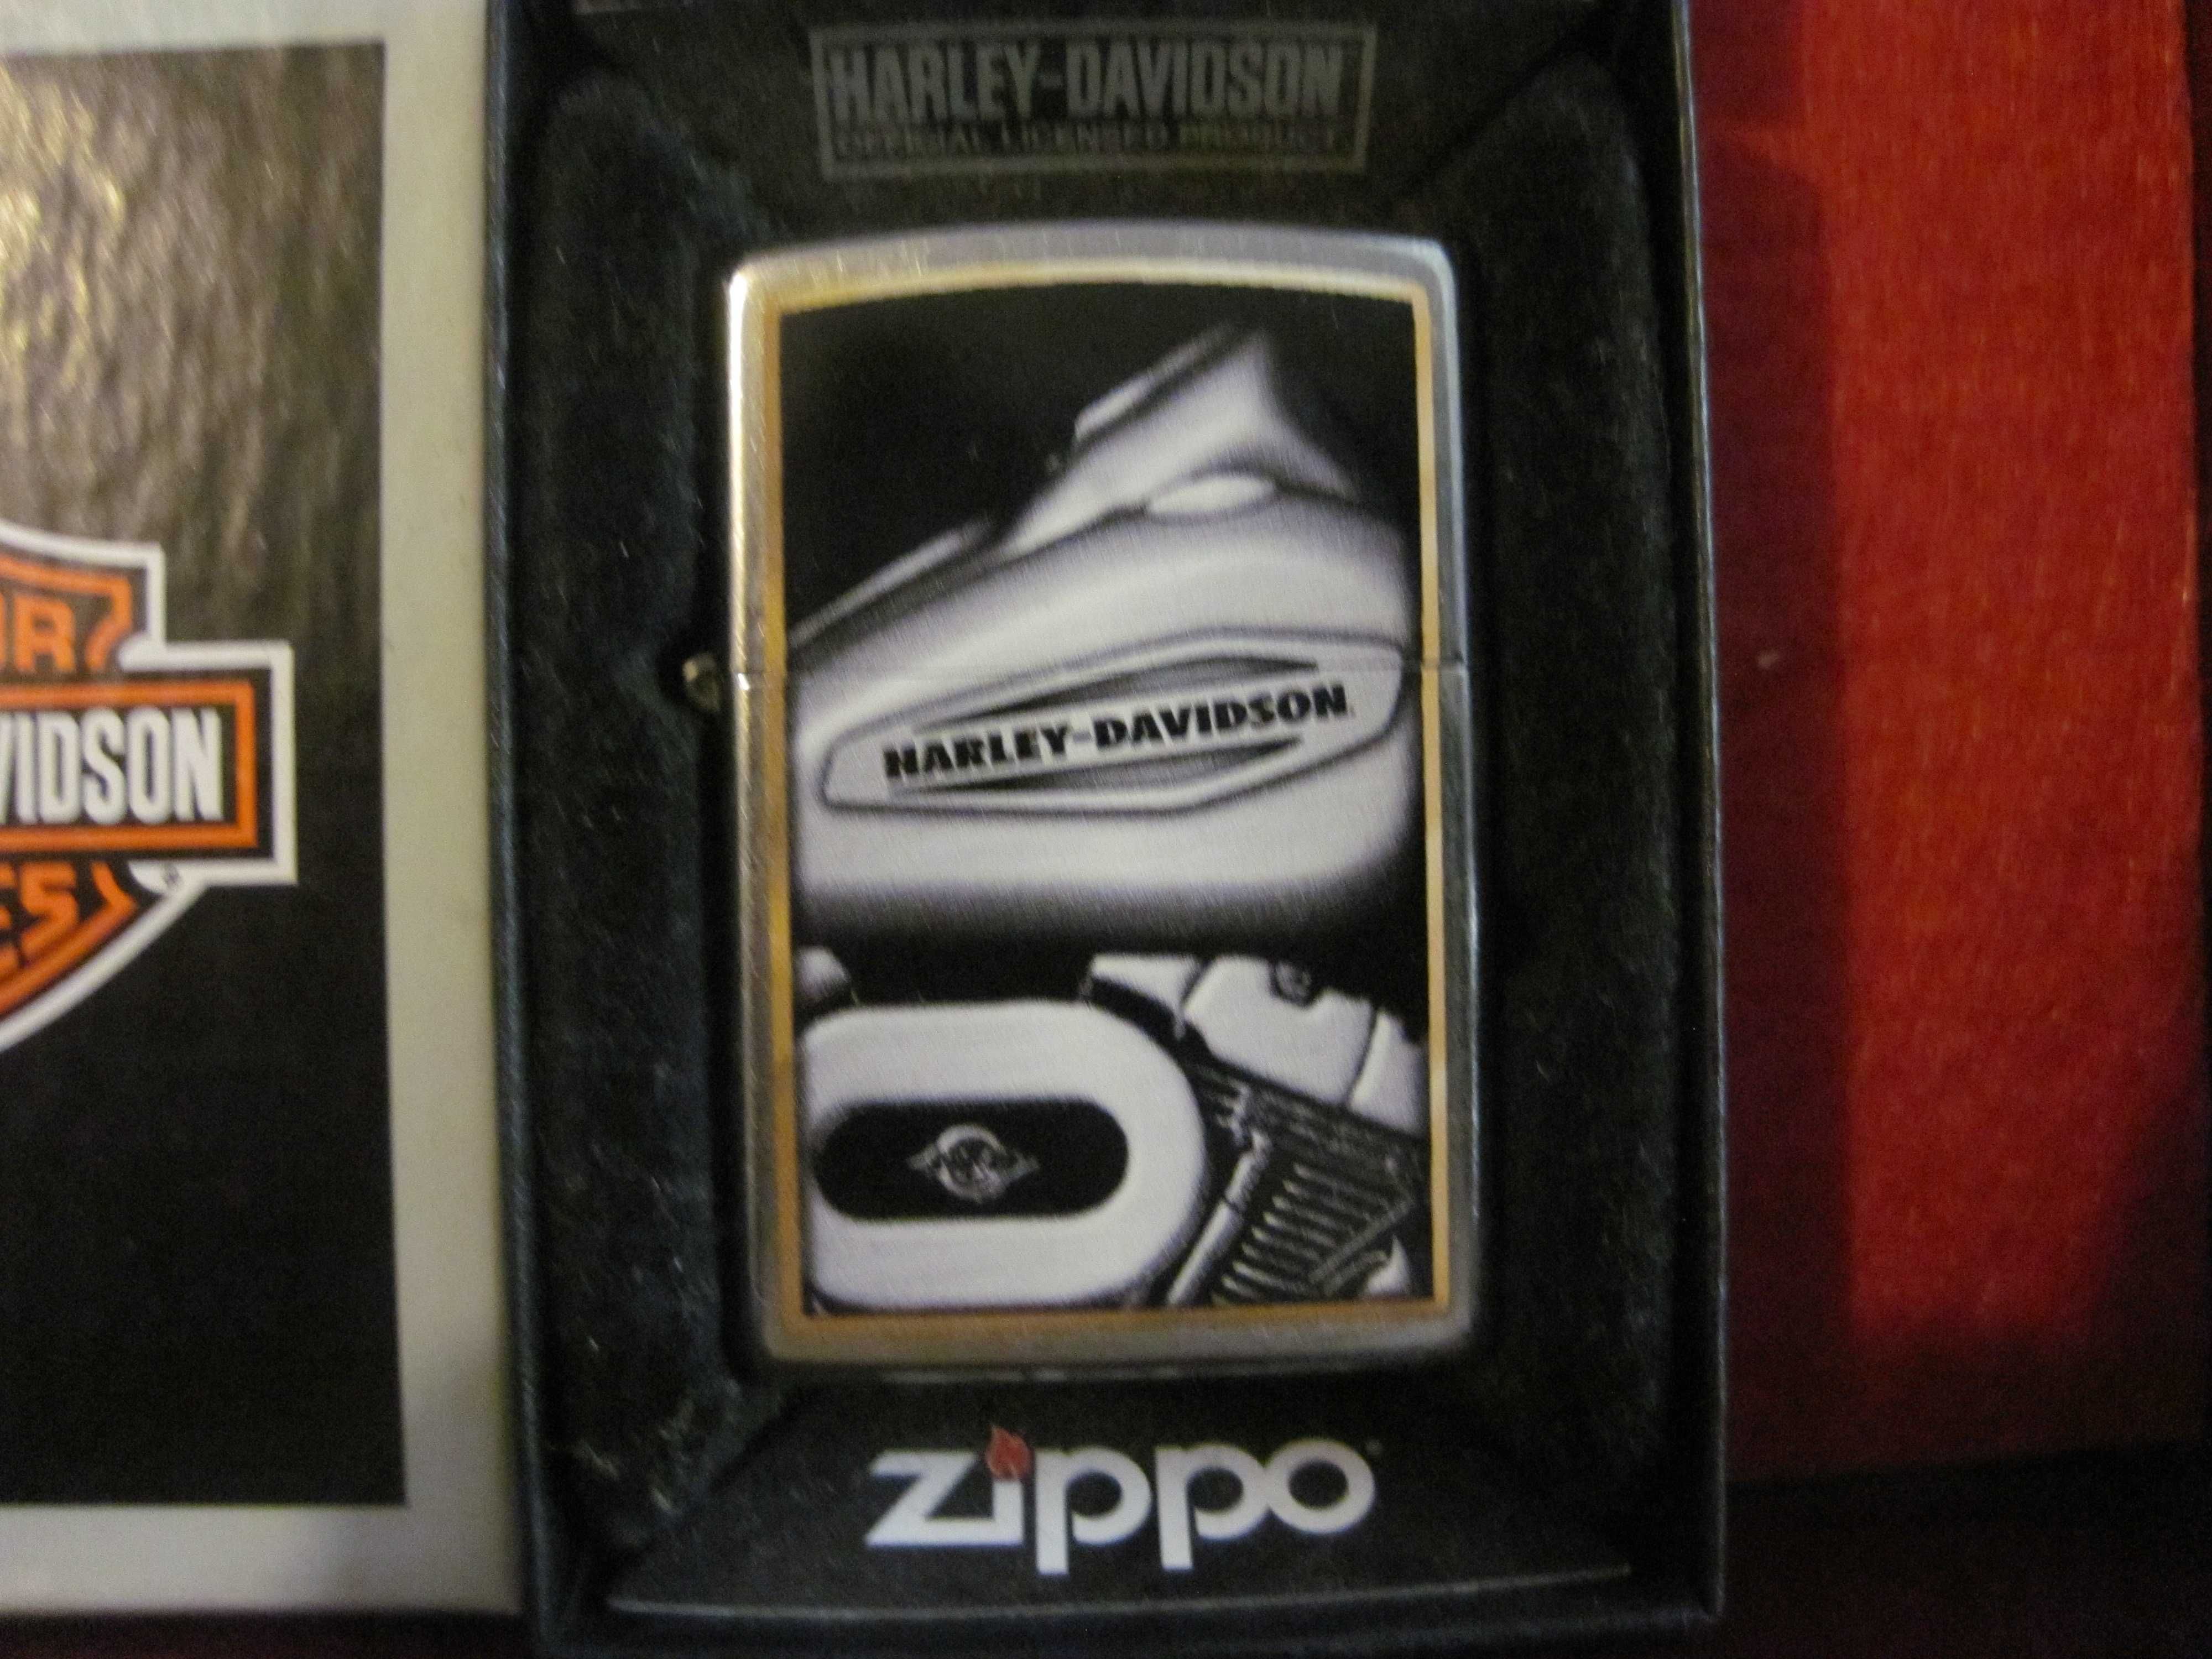 HARLEY-DAVIDSON
OFFICIAL LICENSED PRODUCT
HARLEY-DAVIDSON
VIDSON
zippo